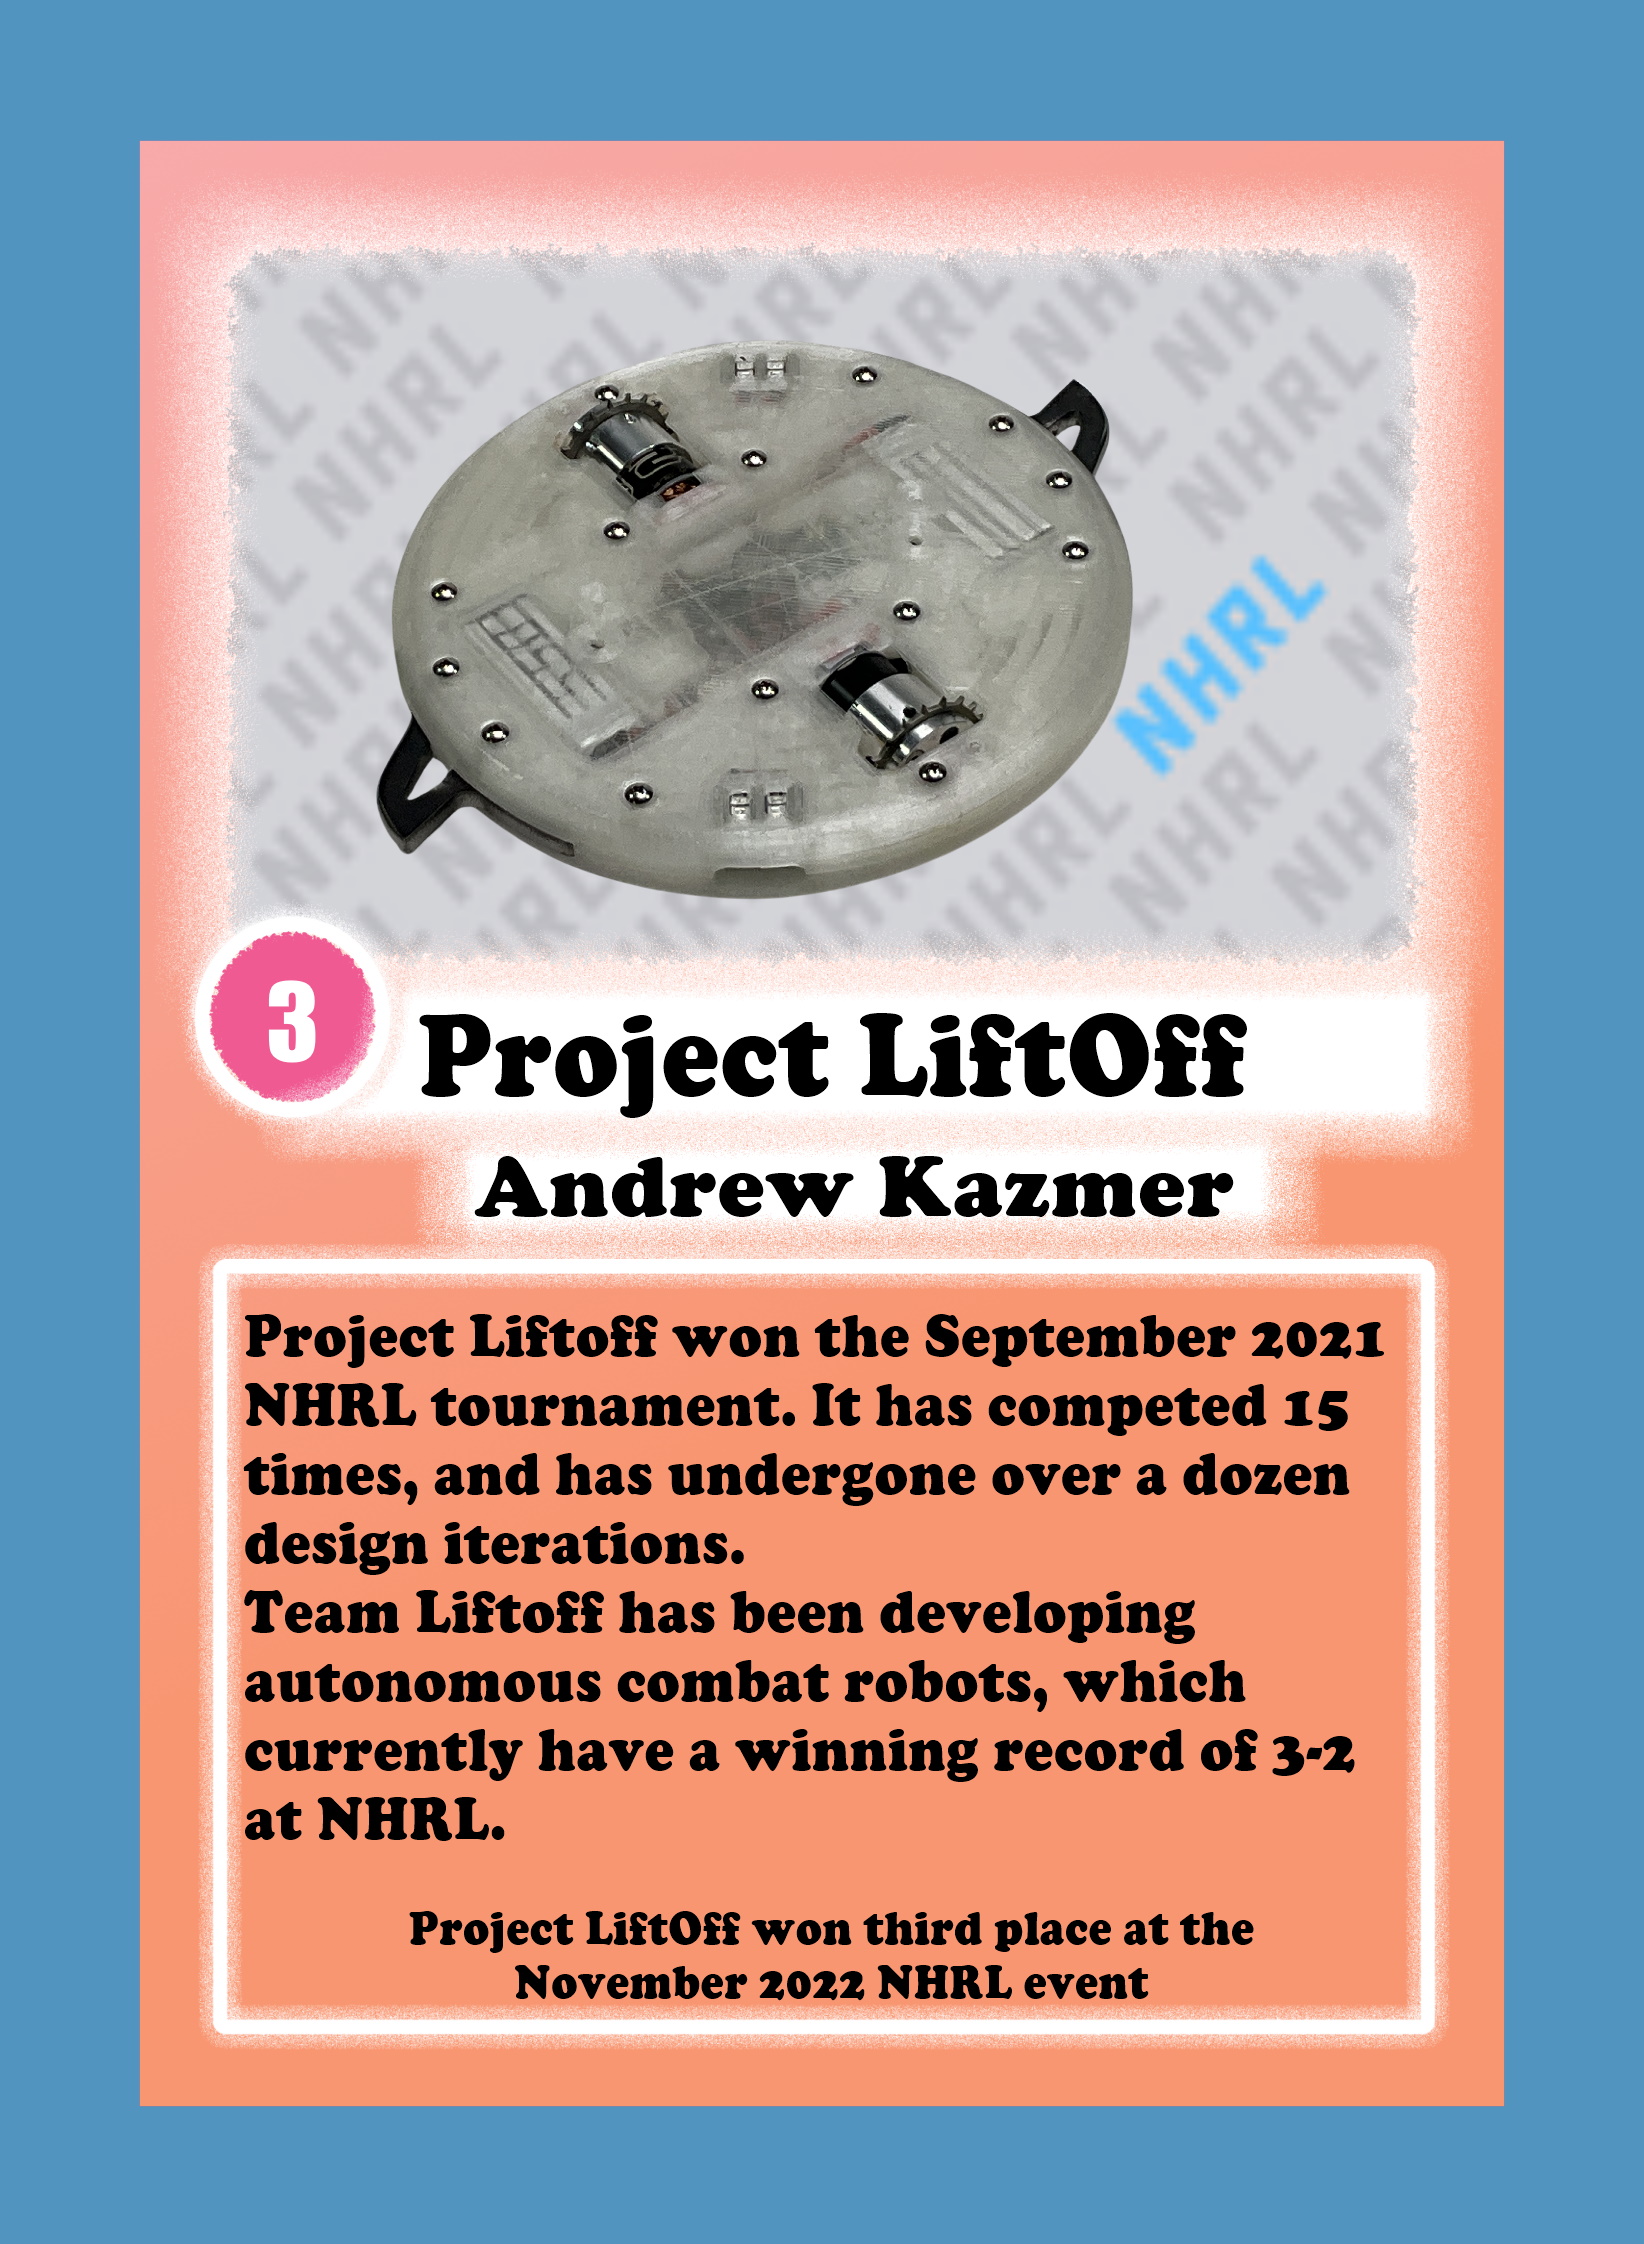 NHRL
3
Project LiftOff
Andrew Kazmer
Project Liftoff won the September 2021
NHRL tournament. It has competed 15
times, and has undergone over a dozen
design iterations.
Team Liftoff has been developing
autonomous combat robots, which
currently have a winning record of 3-2
at NHRL.
Project LiftOff won third place at the
November 2022 NHRL event